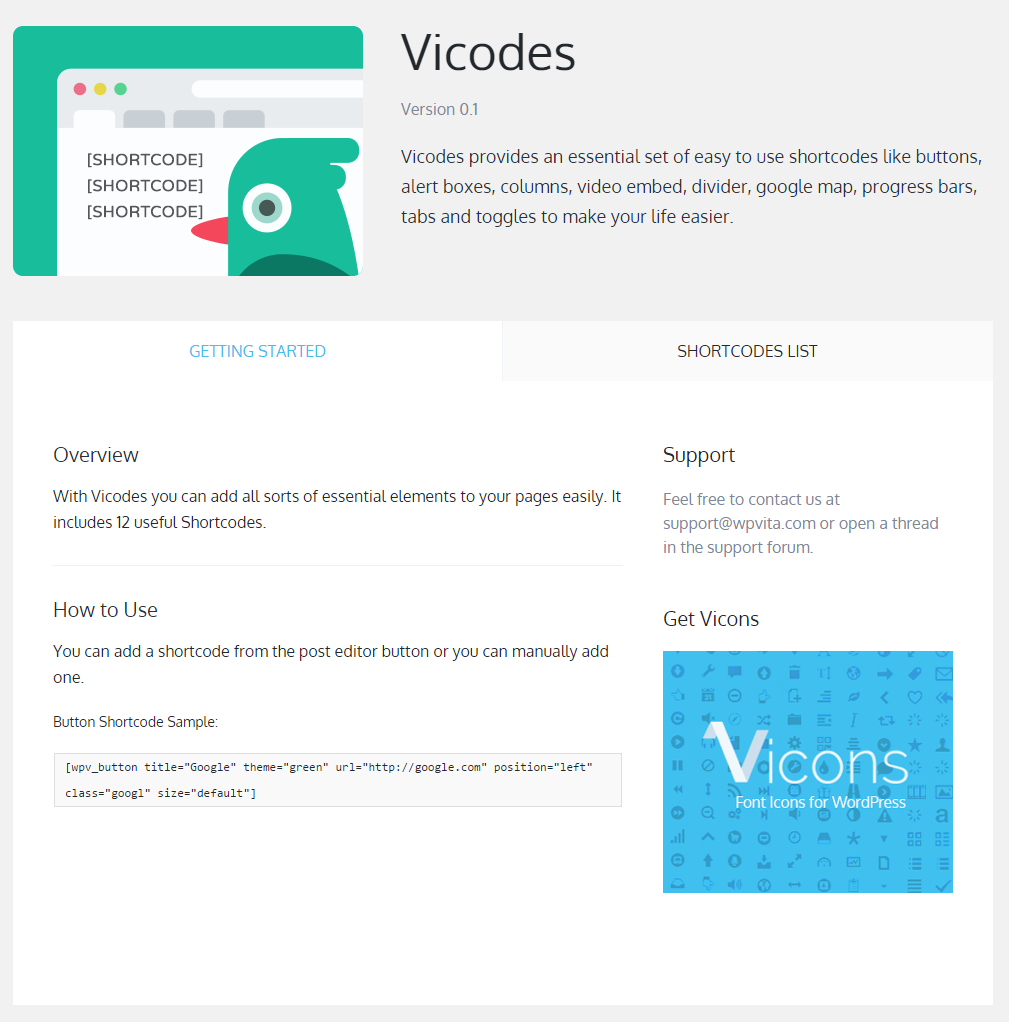 Vicodes
Version 0.1
Vicodes provides an essential set of easy to use shortcodes like buttons,
alert boxes, columns, video embed, divider, google map, progress bars,
tabs and toggles to make your life easier.
[SHORTCODE]
[SHORTCODE]
[SHORTCODE]
GETTING STARTED
SHORTCODES LIST
Overview
With Vicodes you can add all sorts of essential elements to your pages easily. It
includes 12 useful Shortcodes.
How to Use
You can add a shortcode from the post editor button or you can manually add
one.
Button Shortcode Sample:
[wpv_button title="Google" theme="green" url="http://google.com" position="left"
class="googl" size="default"]
Support
Feel free to contact us at
support@wpvita.com or open a thread
in the support forum.
Get Vicons
Vicons
Font Icons for WordPress